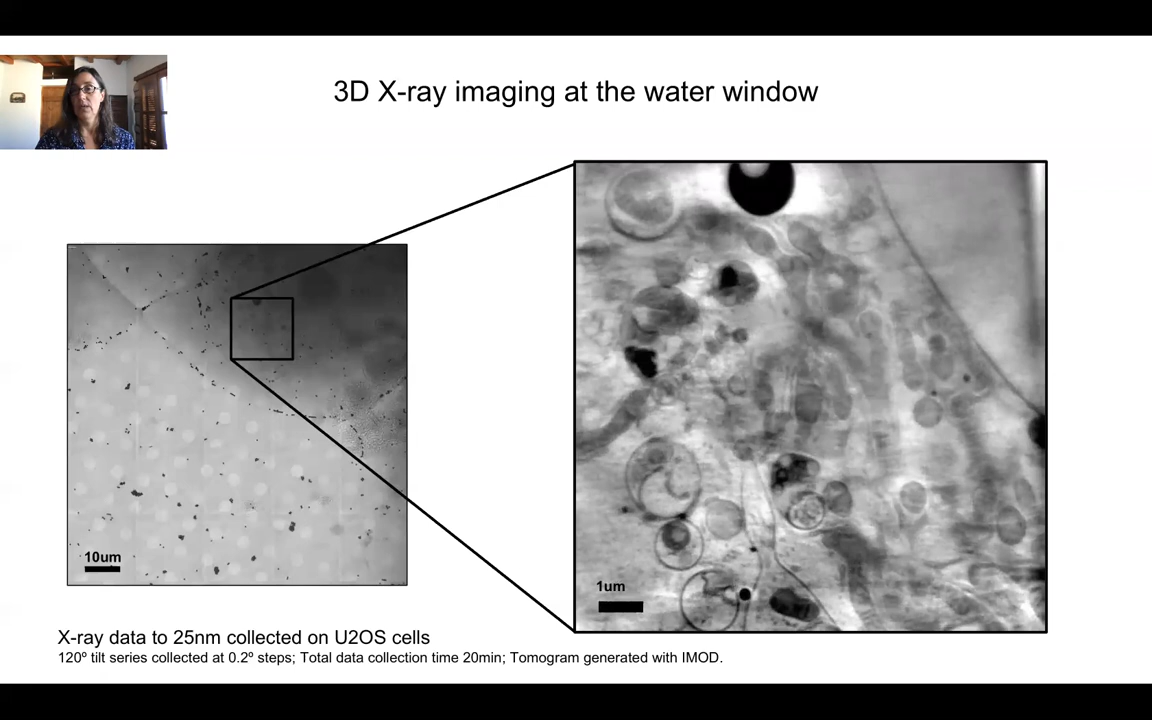 3D X-ray imaging at the water window
10um
1um
X-ray data to 25nm collected on U2OS cells
120º tilt series collected at 0.2º steps; Total data collection time 20min; Tomogram generated with IMOD.